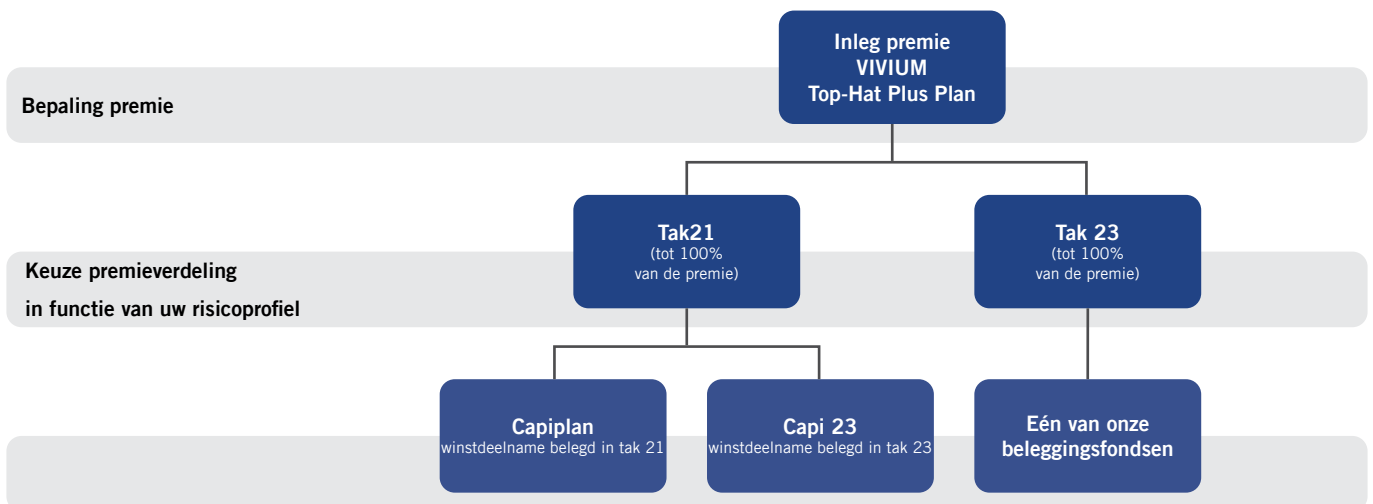 Inleg premie
VIVIUM
Top-Hat Plus Plan
Bepaling premie
Tak21
(tot 100%
van de premie)
Tak 23
(tot 100%
van de premie)
Keuze premieverdeling
in functie van uw risicoprofiel
Capiplan
winstdeelname belegd in tak 21
Capi 23
winstdeelname belegd in tak 23
Eén van onze
beleggingsfondsen